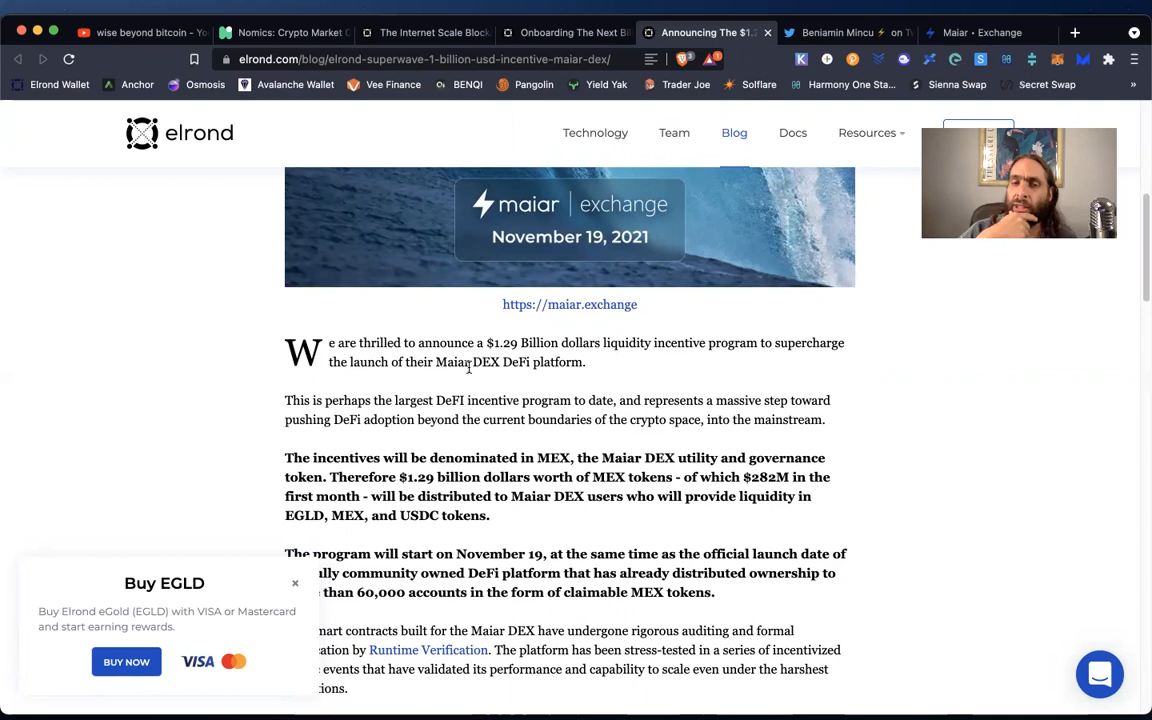 wise beyond bitcoin - Yo
Nomics: Crypto Market C
The Internet Scale Block
Onboarding The Next Bi
Announcing The $1.
Beniamin Mincu ⚡ on Tw
Maiar • Exchange
elrond.com/blog/elrond-superwave-1-billion-usd-incentive-maiar-dex/
Elrond Wallet
Anchor
Osmosis
Avalanche Wallet
Vee Finance
BENQI
Pangolin
Yield Yak
Trader Joe
Solflare
Harmony One Sta...
Sienna Swap
Secret Swap
elrond
Technology
Team
Blog
Docs
Resources
maiar | exchange
November 19, 2021
https://maiar.exchange
We are thrilled to announce a $1.29 Billion dollars liquidity incentive program to supercharge
the launch of their Maiar DEX DeFi platform.
This is perhaps the largest DeFI incentive program to date, and represents a massive step toward
pushing DeFi adoption beyond the current boundaries of the crypto space, into the mainstream.
The incentives will be denominated in MEX, the Maiar DEX utility and governance
token. Therefore $1.29 billion dollars worth of MEX tokens - of which $282M in the
first month - will be distributed to Maiar DEX users who will provide liquidity in
EGLD, MEX, and USDC tokens.
The program will start on November 19, at the same time as the official launch date of
ully community owned DeFi platform that has already distributed ownership to
than 60,000 accounts in the form of claimable MEX tokens.
mart contracts built for the Maiar DEX have undergone rigorous auditing and formal
cation by Runtime Verification. The platform has been stress-tested in a series of incentivized
events that have validated its performance and capability to scale even under the harshest
tions.
Buy EGLD
Buy Elrond eGold (EGLD) with VISA or Mastercard
and start earning rewards.
BUY NOW
VISA